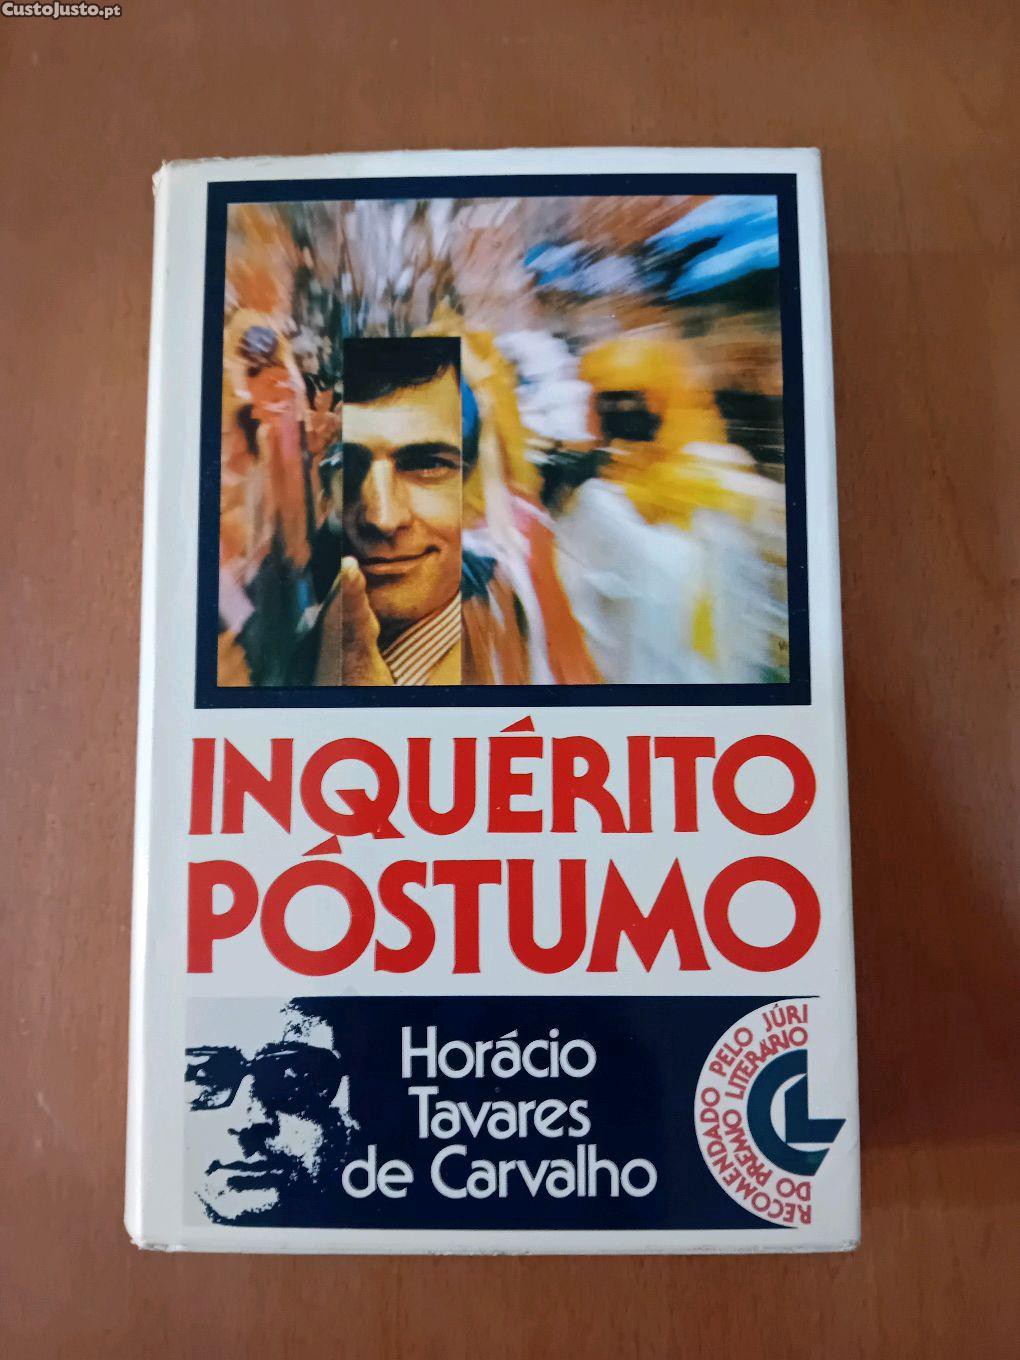 CustoJusto.pt
INQUÉRITO
PÓSTUMO
Horácio
Tavares
de Carvalho
RECOMENDADO PELO JÚRI
DO PRÉMIO LITERÁRIO
CL